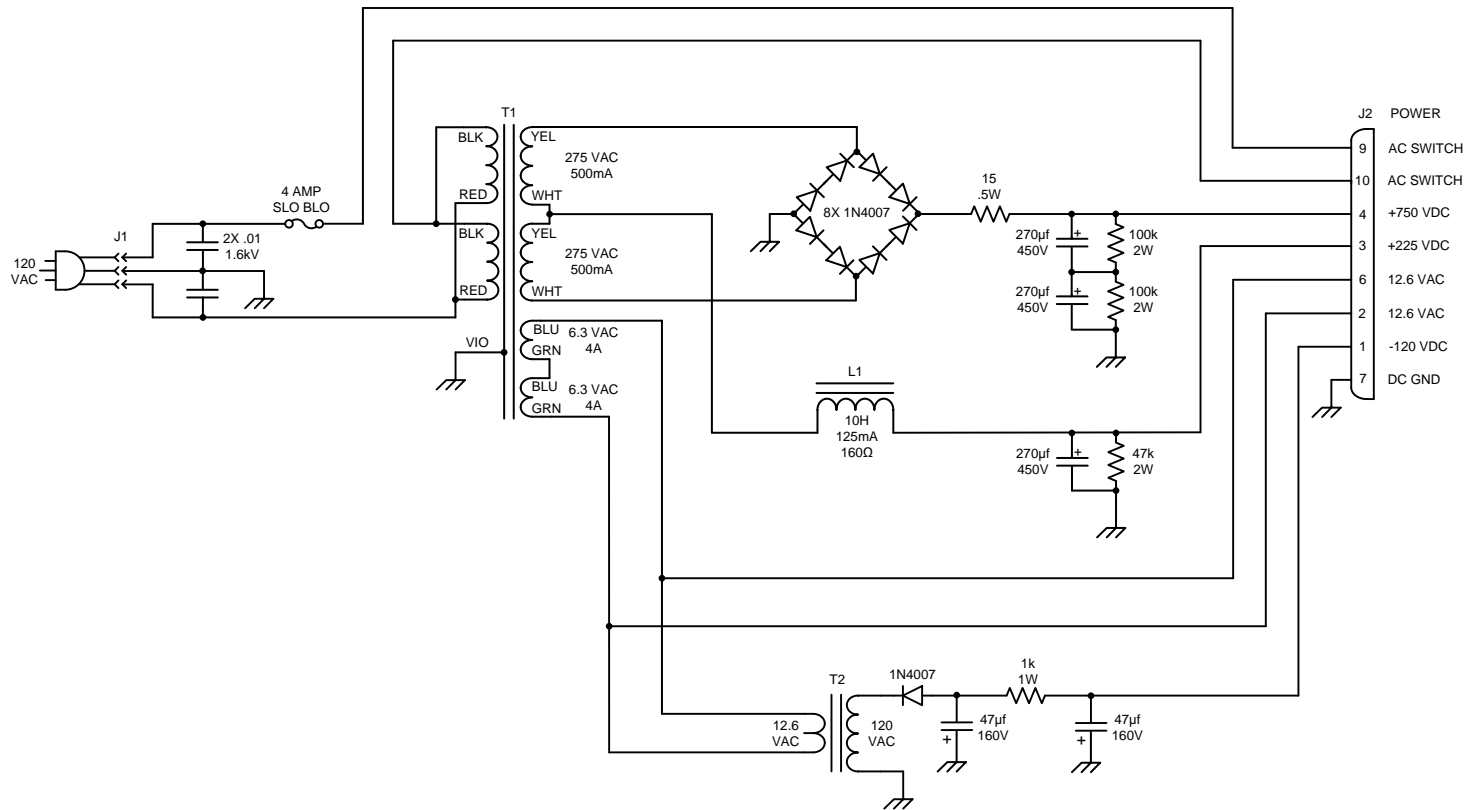 J2 POWER
9 AC SWITCH
10 AC SWITCH
4 +750 VDC
3 +225 VDC
6 12.6 VAC
2 12.6 VAC
1 -120 VDC
7 DC GND
120
VAC
J1
2X .01
1.6kV
4 AMP
SLO BLO
T1
BLK
RED
BLK
RED
VIO
YEL
275 VAC
500mA
WHT
YEL
275 VAC
500mA
WHT
BLU
6.3 VAC
4A
GRN
BLU
6.3 VAC
4A
GRN
8X 1N4007
15
.5W
270µf
450V
+
100k
2W
270µf
450V
+
100k
2W
L1
10H
125mA
160Ω
270µf
450V
+
47k
2W
T2
12.6
VAC
120
VAC
1N4007
1k
1W
47µf
160V
+
47µf
160V
+